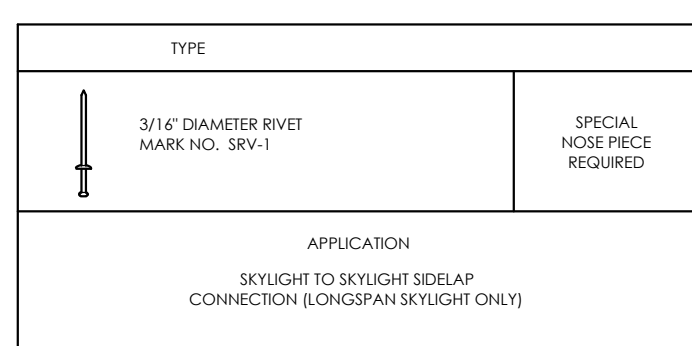 TYPE
3/16" DIAMETER RIVET
MARK NO. SRV-1
SPECIAL
NOSE PIECE
REQUIRED
APPLICATION
SKYLIGHT TO SKYLIGHT SIDELAP
CONNECTION (LONGSPAN SKYLIGHT ONLY)